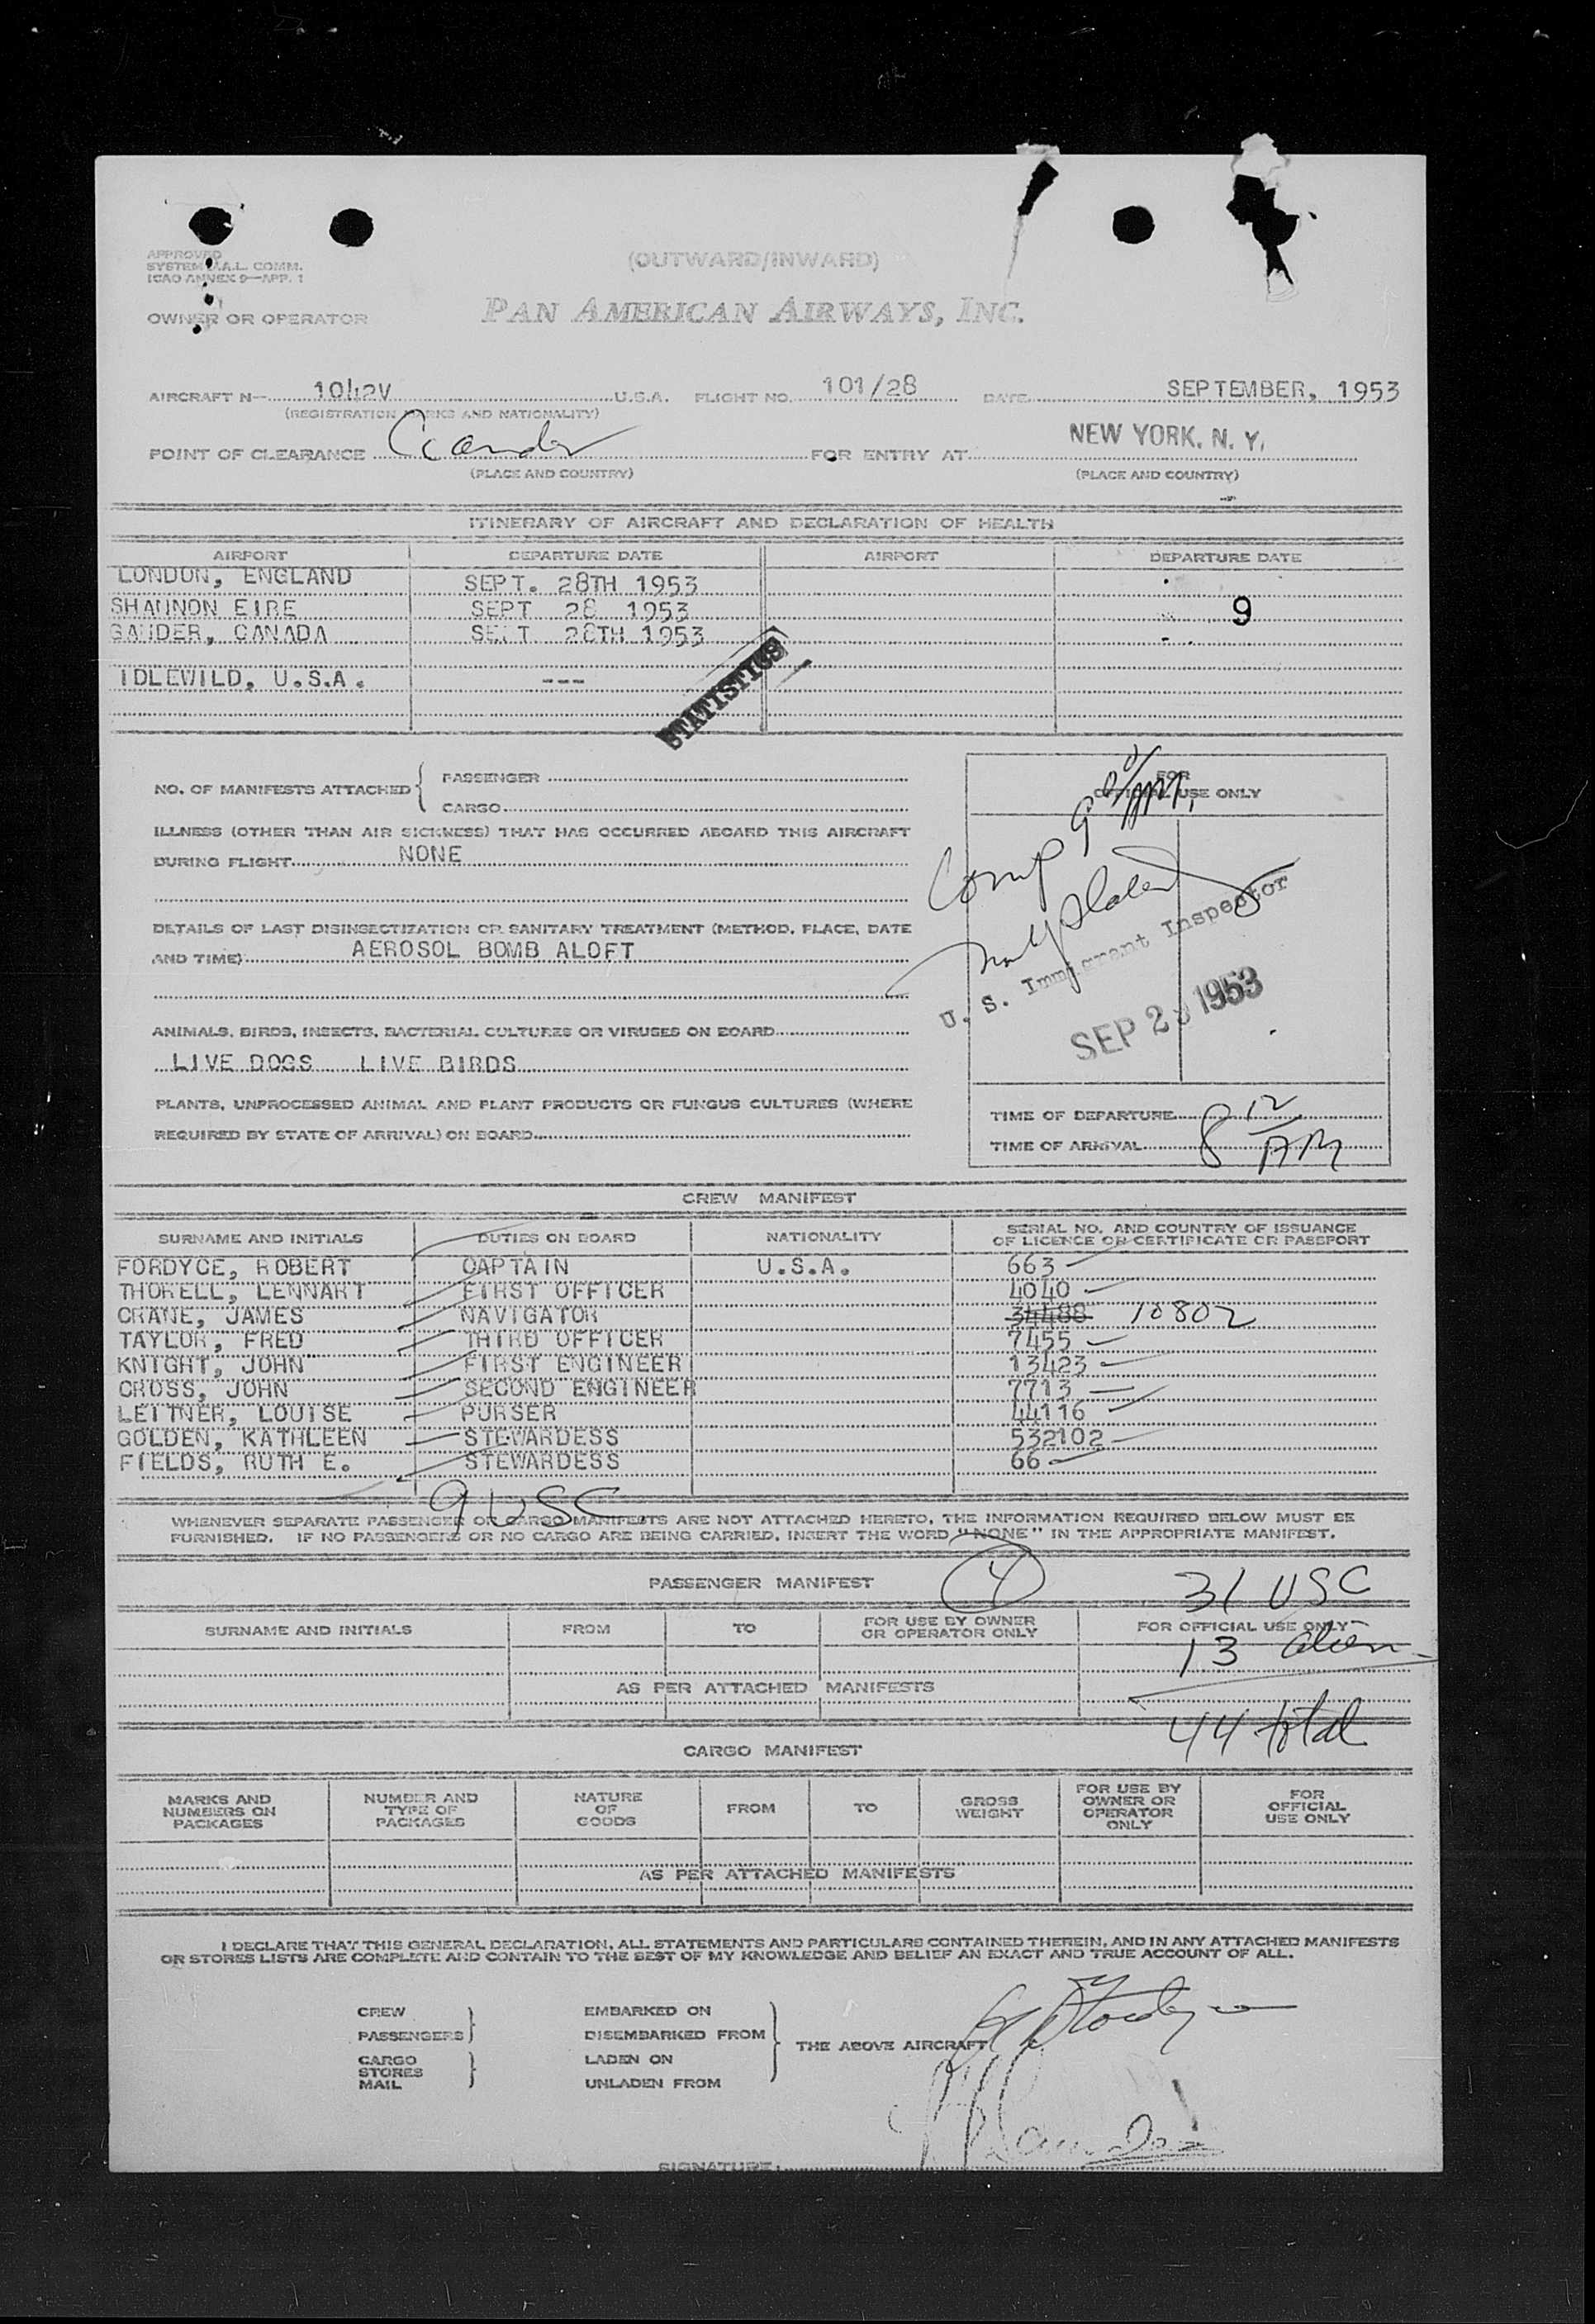 APPROVED
SYSTEM A.L. COMM.
ICAO ANNEX 9—APP. 1
(OUTWARD/INWARD)
OWNER OR OPERATOR PAN AMERICAN AIRWAYS, INC.
AIRCRAFT N-- 1042V U.S.A. FLIGHT NO. 101/28 DATE SEPTEMBER, 1953
(REGISTRATION MARKS AND NATIONALITY)
POINT OF CLEARANCE Gander FOR ENTRY AT NEW YORK, N. Y.
(PLACE AND COUNTRY) (PLACE AND COUNTRY)
ITINERARY OF AIRCRAFT AND DECLARATION OF HEALTH
AIRPORT DEPARTURE DATE AIRPORT DEPARTURE DATE
LONDON, ENGLAND SEPT. 28TH 1953
SHANNON EIRE SEPT 28 1953 9
GANDER, CANADA SEPT 28TH 1953
IDLEWILD, U.S.A. ---
STATISTICS
NO. OF MANIFESTS ATTACHED { PASSENGER
CARGO
FOR
OFFICIAL USE ONLY
ILLNESS (OTHER THAN AIR SICKNESS) THAT HAS OCCURRED ABOARD THIS AIRCRAFT
DURING FLIGHT NONE
Comp 9
DETAILS OF LAST DISINSECTIZATION OR SANITARY TREATMENT (METHOD, PLACE, DATE
AND TIME) AEROSOL BOMB ALOFT
U. S. Immigrant Inspector
SEP 2 1953
ANIMALS, BIRDS, INSECTS, BACTERIAL CULTURES OR VIRUSES ON BOARD
LIVE DOGS LIVE BIRDS
PLANTS, UNPROCESSED ANIMAL AND PLANT PRODUCTS OR FUNGUS CULTURES (WHERE
REQUIRED BY STATE OF ARRIVAL) ON BOARD
TIME OF DEPARTURE
TIME OF ARRIVAL 8 12 AM
CREW MANIFEST
SURNAME AND INITIALS DUTIES ON BOARD NATIONALITY SERIAL NO. AND COUNTRY OF ISSUANCE
OF LICENCE OR CERTIFICATE OR PASSPORT
FORDYCE, ROBERT CAPTAIN U.S.A. 663
THORELL, LENNART FIRST OFFICER 4040
CRANE, JAMES NAVIGATOR 34488 10802
TAYLOR, FRED THIRD OFFICER 7455
KNIGHT, JOHN FIRST ENGINEER 13423
CROSS, JOHN SECOND ENGINEER 7713
LEITNER, LOUISE PURSER 44116
GOLDEN, KATHLEEN STEWARDESS 532102
FIELDS, RUTH E. STEWARDESS 66
9 USC
WHENEVER SEPARATE PASSENGER OR CARGO MANIFESTS ARE NOT ATTACHED HERETO, THE INFORMATION REQUIRED BELOW MUST BE
FURNISHED. IF NO PASSENGERS OR NO CARGO ARE BEING CARRIED, INSERT THE WORD "NONE" IN THE APPROPRIATE MANIFEST.
PASSENGER MANIFEST 4 31 USC
SURNAME AND INITIALS FROM TO FOR USE BY OWNER
OR OPERATOR ONLY FOR OFFICIAL USE ONLY
13 alien
AS PER ATTACHED MANIFESTS
44 total
CARGO MANIFEST
MARKS AND
NUMBERS ON
PACKAGES
NUMBER AND
TYPE OF
PACKAGES
NATURE
OF
GOODS
FROM
TO
GROSS
WEIGHT
FOR USE BY
OWNER OR
OPERATOR
ONLY
FOR
OFFICIAL
USE ONLY
AS PER ATTACHED MANIFESTS
I DECLARE THAT THIS GENERAL DECLARATION, ALL STATEMENTS AND PARTICULARS CONTAINED THEREIN, AND IN ANY ATTACHED MANIFESTS
OR STORES LISTS ARE COMPLETE AND CONTAIN TO THE BEST OF MY KNOWLEDGE AND BELIEF AN EXACT AND TRUE ACCOUNT OF ALL.
CREW EMBARKED ON
PASSENGERS } DISEMBARKED FROM
THE ABOVE AIRCRAFT
CARGO LADEN ON
STORES }
MAIL UNLADEN FROM
SIGNATURE: